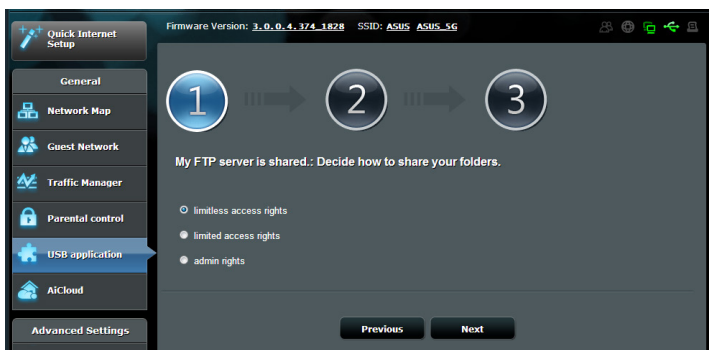 Quick Internet
Setup
Firmware Version: 3.0.0.4.374_1828 SSID: ASUS ASUS_5G
General
Network Map
Guest Network
Traffic Manager
Parental control
USB application
AiCloud
Advanced Settings
1 2 3
My FTP server is shared.: Decide how to share your folders.
limitless access rights
limited access rights
admin rights
Previous Next